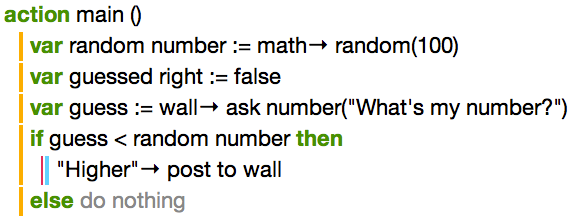 action main ()
var random number := math→ random(100)
var guessed right := false
var guess := wall→ ask number("What's my number?")
if guess < random number then
"Higher"→ post to wall
else do nothing